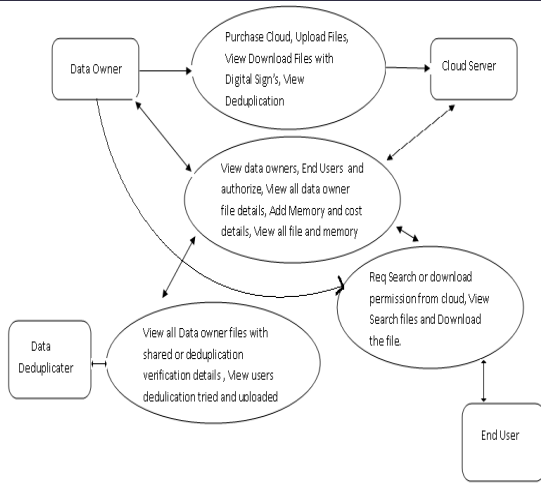 Data Owner
Purchase Cloud, Upload Files,
View Download Files with
Digital Sign's, View
Deduplication
Cloud Server
View data owners, End Users and
authorize, View all data owner
file details, Add Memory and cost
details, View all file and memory
Req Search or download
permission from cloud, View
Search files and Download
the file.
Data
Deduplicater
View all Data owner files with
shared or deduplication
verification details , View users
dedulication tried and uploaded
End User